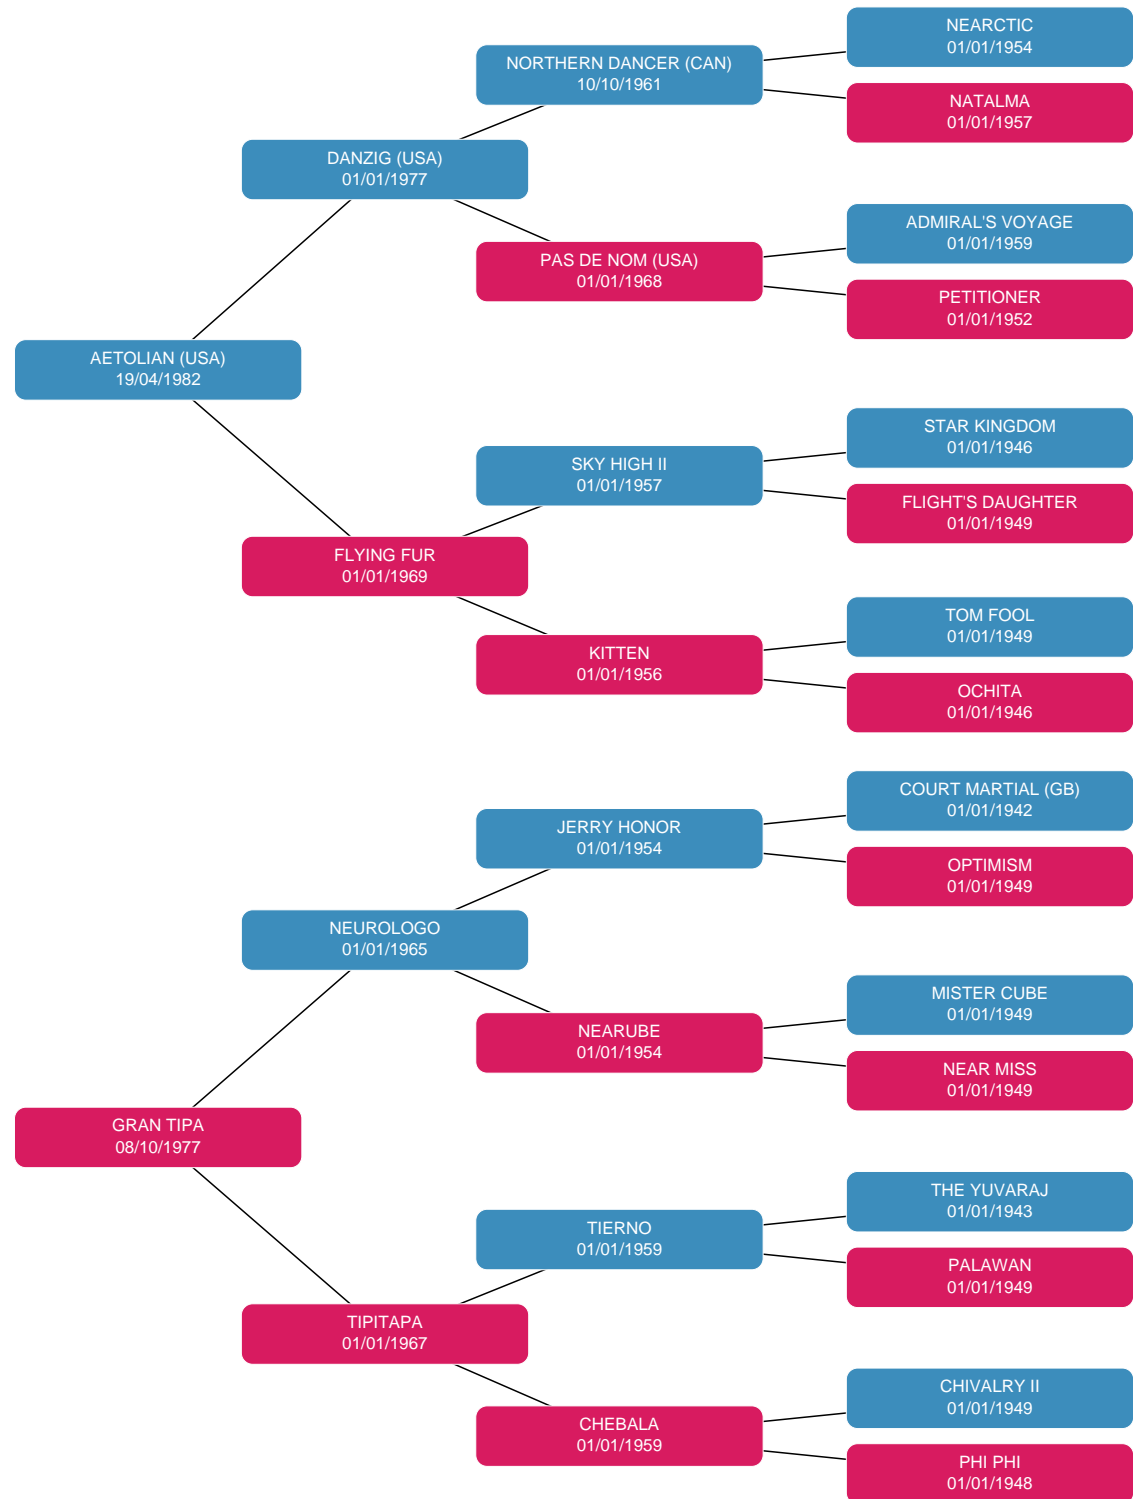 NEARCTIC
01/01/1954
NORTHERN DANCER (CAN)
10/10/1961
NATALMA
01/01/1957
DANZIG (USA)
01/01/1977
ADMIRAL'S VOYAGE
01/01/1959
PAS DE NOM (USA)
01/01/1968
PETITIONER
01/01/1952
AETOLIAN (USA)
19/04/1982
STAR KINGDOM
01/01/1946
SKY HIGH II
01/01/1957
FLIGHT'S DAUGHTER
01/01/1949
FLYING FUR
01/01/1969
TOM FOOL
01/01/1949
KITTEN
01/01/1956
OCHITA
01/01/1946
COURT MARTIAL (GB)
01/01/1942
JERRY HONOR
01/01/1954
OPTIMISM
01/01/1949
NEUROLOGO
01/01/1965
MISTER CUBE
01/01/1949
NEARUBE
01/01/1954
NEAR MISS
01/01/1949
GRAN TIPA
08/10/1977
THE YUVARAJ
01/01/1943
TIERNO
01/01/1959
PALAWAN
01/01/1949
TIPITAPA
01/01/1967
CHIVALRY II
01/01/1949
CHEBALA
01/01/1959
PHI PHI
01/01/1948